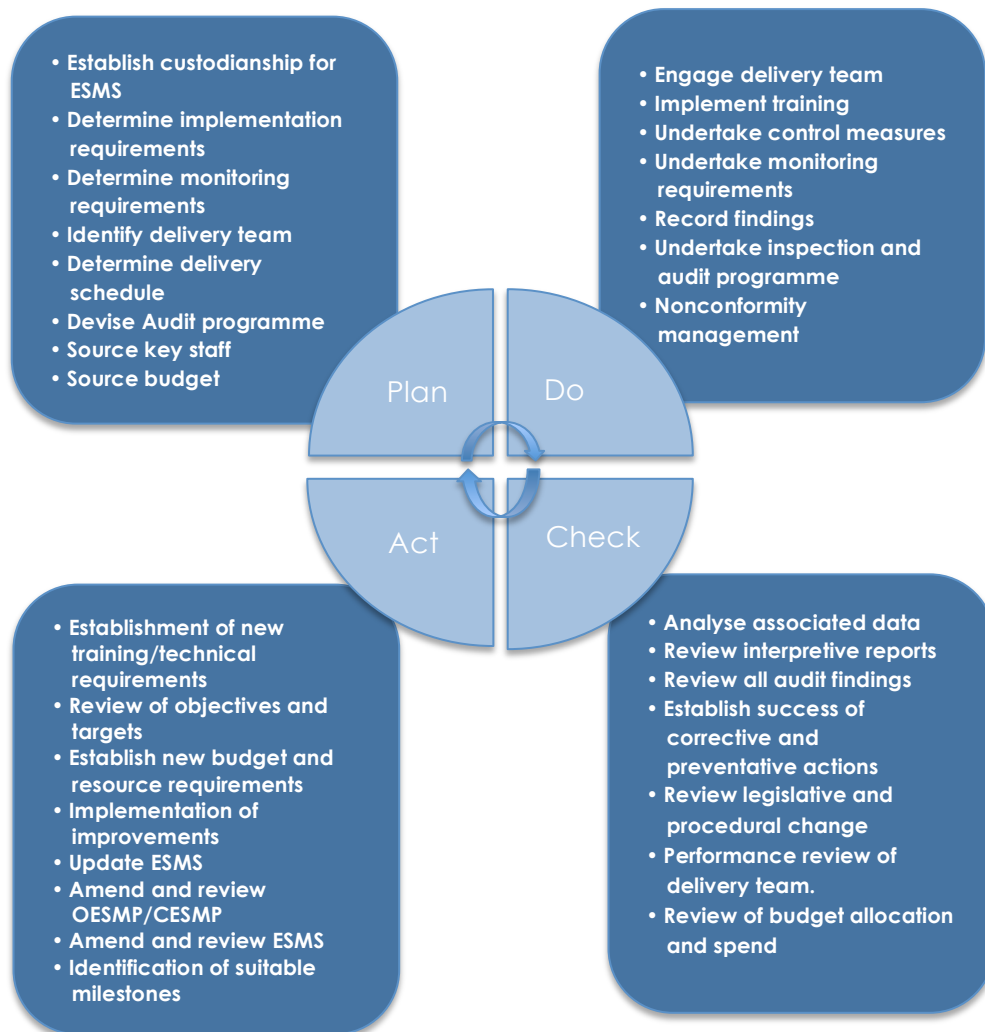 • Establish custodianship for
ESMS
• Determine implementation
requirements
• Determine monitoring
requirements
• Identify delivery team
• Determine delivery
schedule
• Devise Audit programme
• Source key staff
• Source budget
• Engage delivery team
• Implement training
• Undertake control measures
• Undertake monitoring
requirements
• Record findings
• Undertake inspection and
audit programme
• Nonconformity
management
Plan
Do
Act
Check
• Establishment of new
training/technical
requirements
• Review of objectives and
targets
• Establish new budget and
resource requirements
• Implementation of
improvements
• Update ESMS
• Amend and review
OESMP/CESMP
• Amend and review ESMS
• Identification of suitable
milestones
• Analyse associated data
• Review interpretive reports
• Review all audit findings
• Establish success of
corrective and
preventative actions
• Review legislative and
procedural change
• Performance review of
delivery team.
• Review of budget allocation
and spend